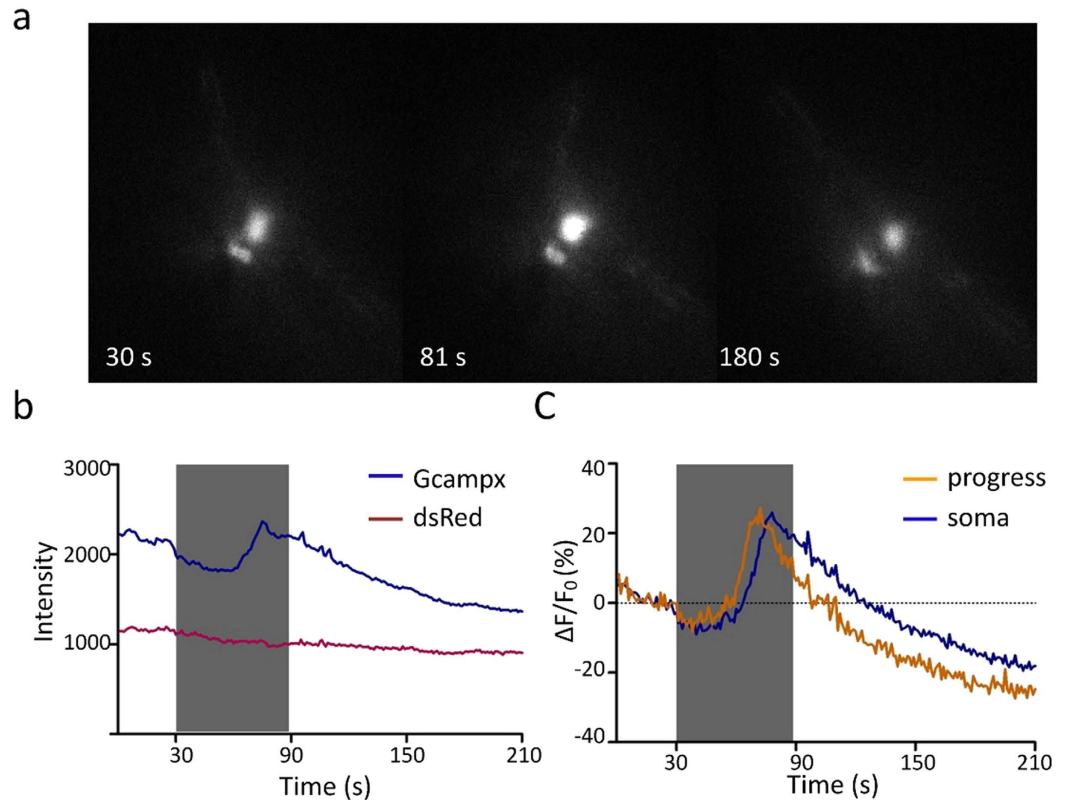 a
30 s
81 s
180 s
b
3000
2000
1000
Intensity
Gcampx
dsRed
30
90
150
210
Time (s)
C
40
20
0
-20
-40
ΔF/F₀ (%)
progress
soma
30
90
150
210
Time (s)